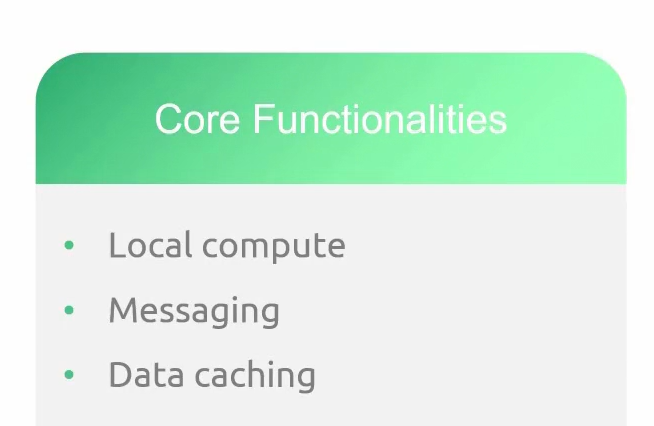 Core Functionalities
• Local compute
• Messaging
• Data caching